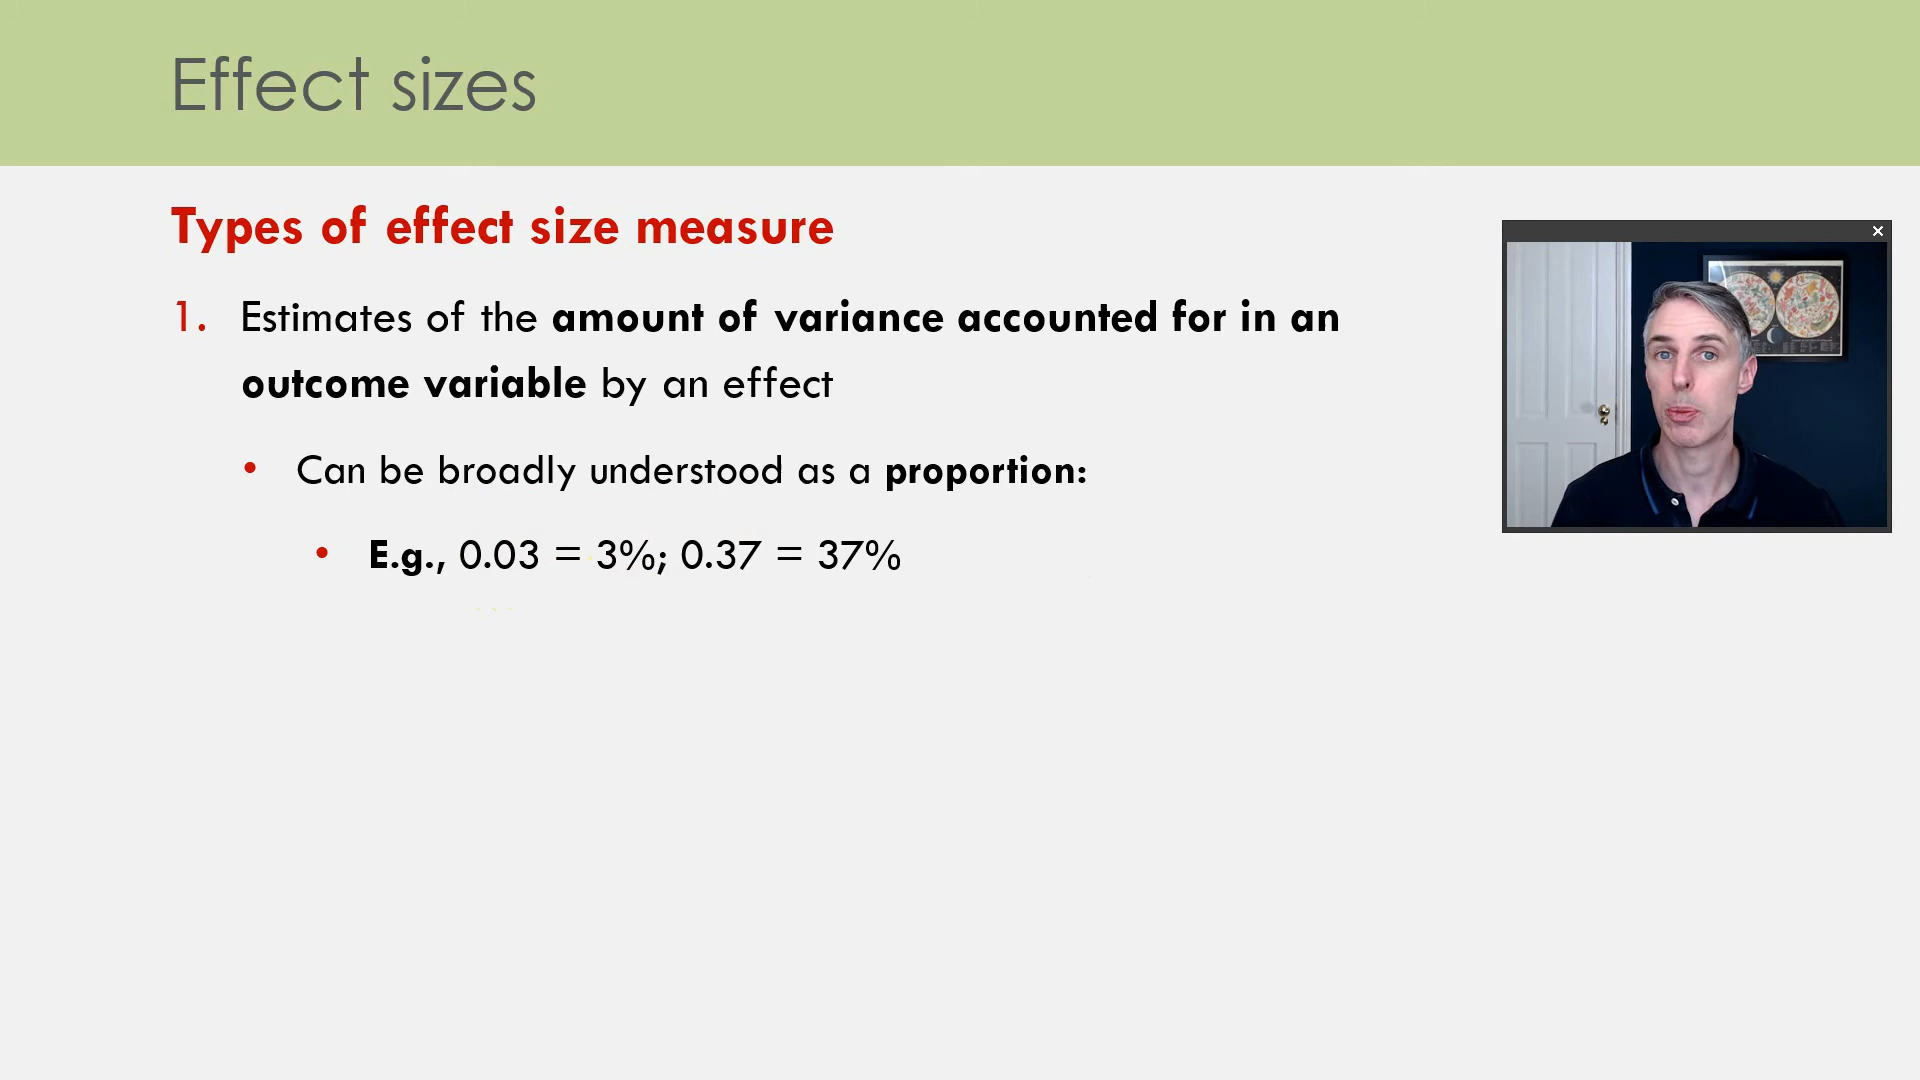 Effect sizes
Types of effect size measure
1. Estimates of the amount of variance accounted for in an
outcome variable by an effect
• Can be broadly understood as a proportion:
• E.g., 0.03 = 3%; 0.37 = 37%